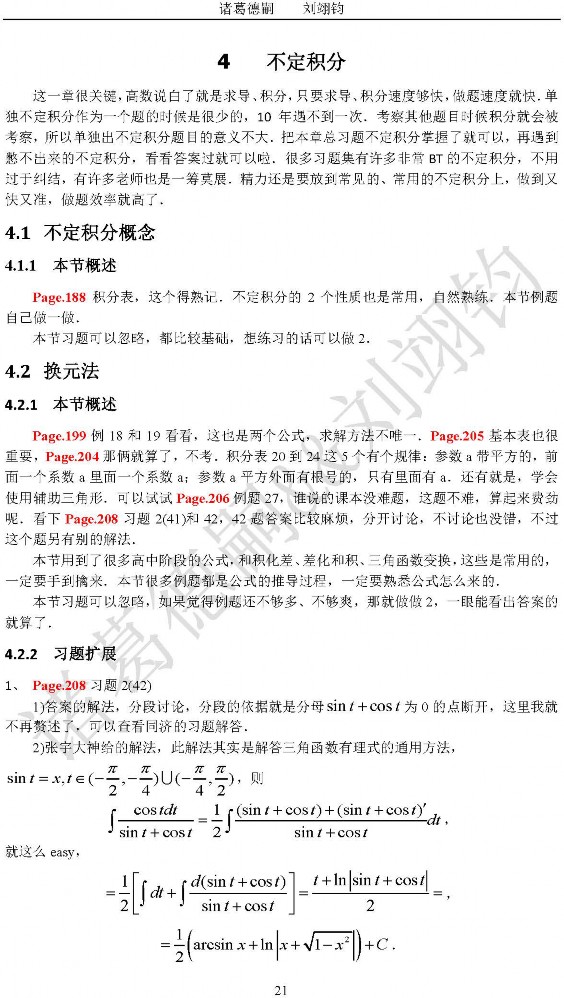 诸葛德嗣 刘翊钧
4 不定积分
这一章很关键,高数说白了就是求导、积分,只要求导、积分速度够快,做题速度就快.单
独不定积分作为一个题的时候是很少的,10 年遇不到一次.考察其他题目时候积分就会被
考察,所以单独出不定积分题目的意义不大.把本章总习题不定积分掌握了就可以,再遇到
憋不出来的不定积分,看看答案过就可以啦.很多习题集有许多非常 BT 的不定积分,不用
过于纠结,有许多老师也是一筹莫展.精力还是要放到常见的、常用的不定积分上,做到又
快又准,做题效率就高了.
4.1 不定积分概念
4.1.1 本节概述
Page.188 积分表,这个得熟记.不定积分的 2 个性质也是常用,自然熟练.本节例题
自己做一做.
本节习题可以忽略,都比较基础,想练习的话可以做 2.
4.2 换元法
4.2.1 本节概述
Page.199 例 18 和 19 看看,这也是两个公式,求解方法不唯一.Page.205 基本表也很
重要,Page.204 那俩就算了,不考.积分表 20 到 24 这 5 个有个规律:参数 a 带平方的,前
面一个系数 a 里面一个系数 a;参数 a 平方外面有根号的,只有里面有 a.还有就是,学会
使用辅助三角形.可以试试 Page.206 例题 27,谁说的课本没难题,这题不难,算起来费劲
呢.看下 Page.208 习题 2(41)和 42,42 题答案比较麻烦,分开讨论,不讨论也没错,不过
这个题另有别的解法.
本节用到了很多高中阶段的公式,和积化差、差化和积、三角函数变换,这些是常用的,
一定要手到擒来.本节很多例题都是公式的推导过程,一定要熟悉公式怎么来的.
本节习题可以忽略,如果觉得例题还不够多、不够爽,那就做做 2,一眼能看出答案的
就算了.
4.2.2 习题扩展
1、 Page.208 习题 2(42)
1)答案的解法,分段讨论,分段的依据就是分母 sin t + cos t 为 0 的点断开,这里我就
不再赘述了,可以查看同济的习题解答.
2)张宇大神给的解法,此解法其实是解答三角函数有理式的通用方法,
sin t = x, t ∈ (-π/2, -π/4) ∪ (-π/4, π/2),则
∫ cos tdt / (sin t + cos t) = 1/2 ∫ ((sin t + cos t) + (sin t + cos t)′) / (sin t + cos t) dt,
就这么 easy,
= 1/2 [∫ dt + ∫ d(sin t + cos t) / (sin t + cos t)] = (t + ln|sin t + cos t|) / 2 =,
= 1/2 (arcsin x + ln|x + √(1 - x²)|) + C.
21
诸葛德嗣&刘翊钧